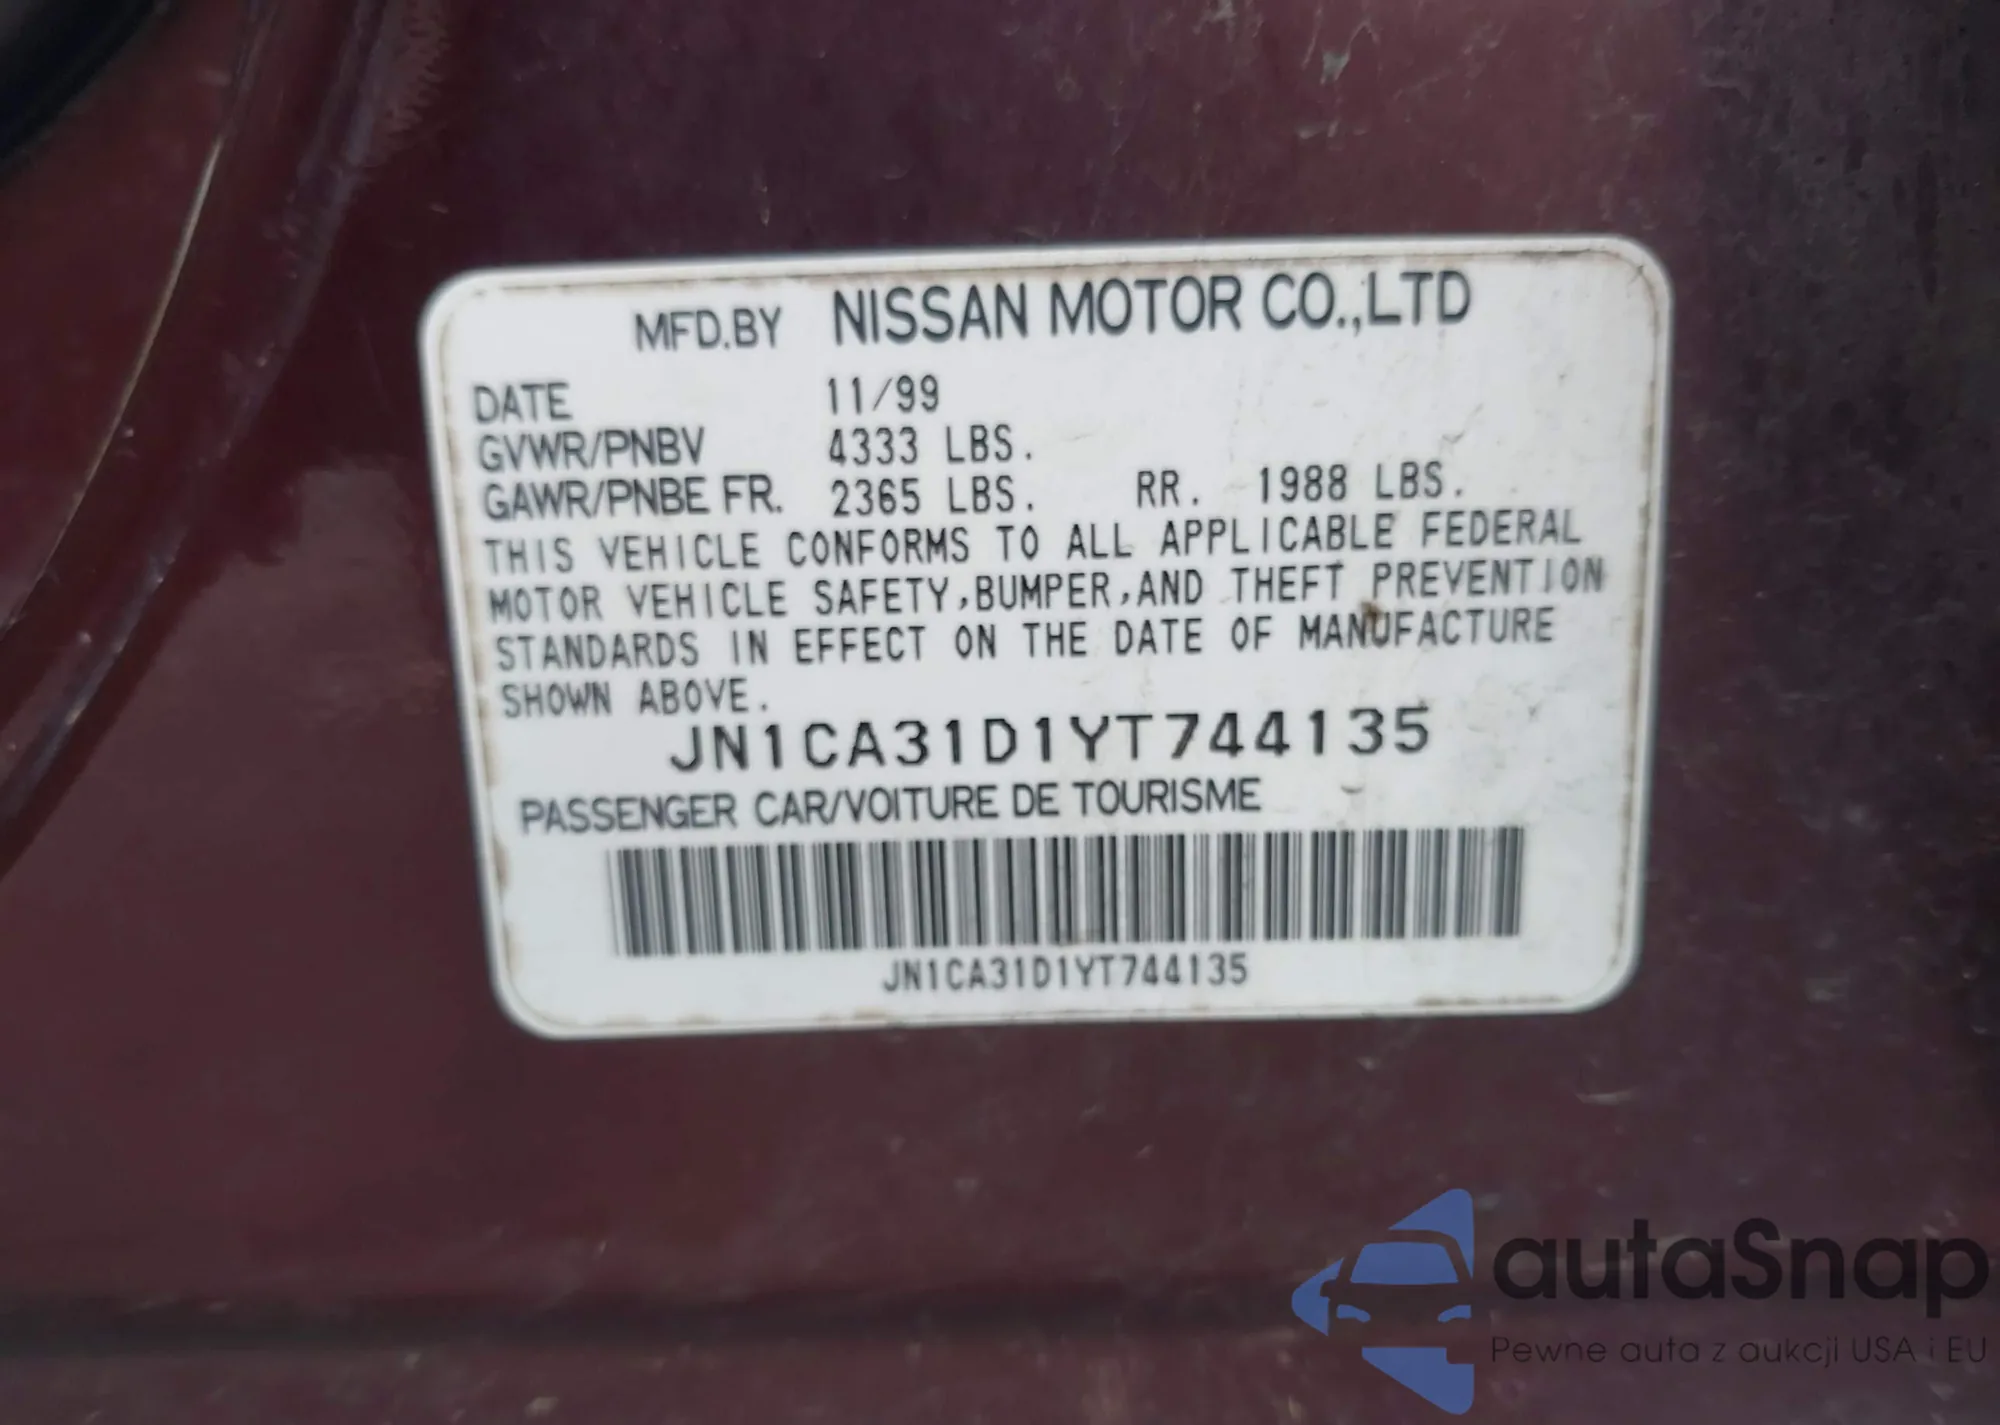 MFD.BY NISSAN MOTOR CO.,LTD
DATE 11/99
GVWR/PNBV 4333 LBS.
GAWR/PNBE FR. 2365 LBS. RR. 1988 LBS.
THIS VEHICLE CONFORMS TO ALL APPLICABLE FEDERAL
MOTOR VEHICLE SAFETY,BUMPER,AND THEFT PREVENTION
STANDARDS IN EFFECT ON THE DATE OF MANUFACTURE
SHOWN ABOVE.
JN1CA31D1YT744135
PASSENGER CAR/VOITURE DE TOURISME
JN1CA31D1YT744135
autaSnap
Pewne auta z aukcji USA i EU